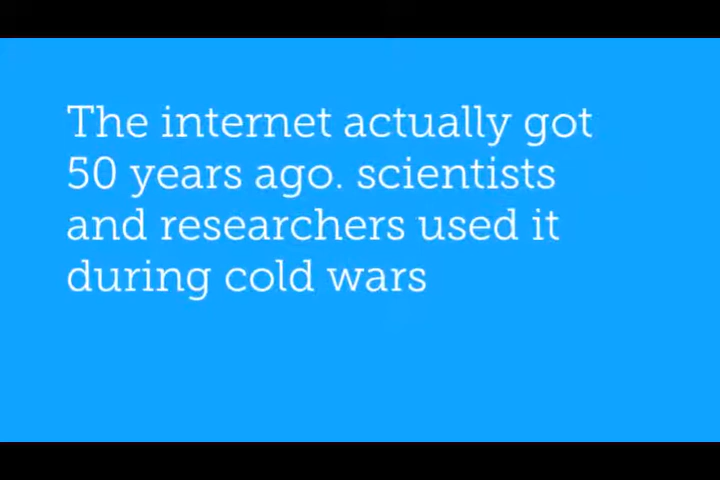 The internet actually got
50 years ago. scientists
and researchers used it
during cold wars